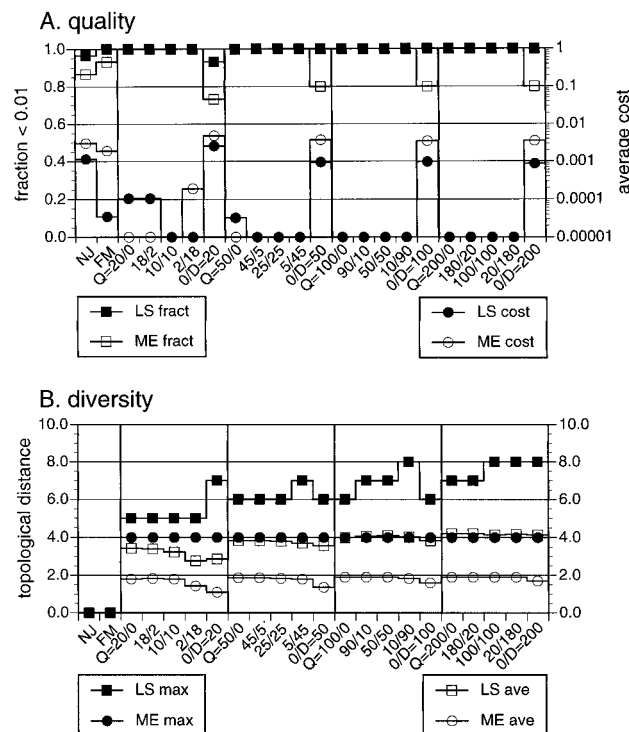 A. quality
fraction < 0.01
1.0
0.8
0.6
0.4
0.2
0.0
average cost
1
0.1
0.01
0.001
0.0001
0.00001
NJ
FM
Q=20/0
18/2
10/10
2/18
0/D=20
Q=50/0
45/5
25/25
5/45
0/D=50
Q=100/0
90/10
50/50
10/90
0/D=100
Q=200/0
180/20
100/100
20/180
0/D=200
LS fract
ME fract
LS cost
ME cost
B. diversity
topological distance
10.0
8.0
6.0
4.0
2.0
0.0
10.0
8.0
6.0
4.0
2.0
0.0
NJ
FM
Q=20/0
18/2
10/10
2/18
0/D=20
Q=50/0
45/5
25/25
5/45
0/D=50
Q=100/0
90/10
50/50
10/90
0/D=100
Q=200/0
180/20
100/100
20/180
0/D=200
LS max
ME max
LS ave
ME ave